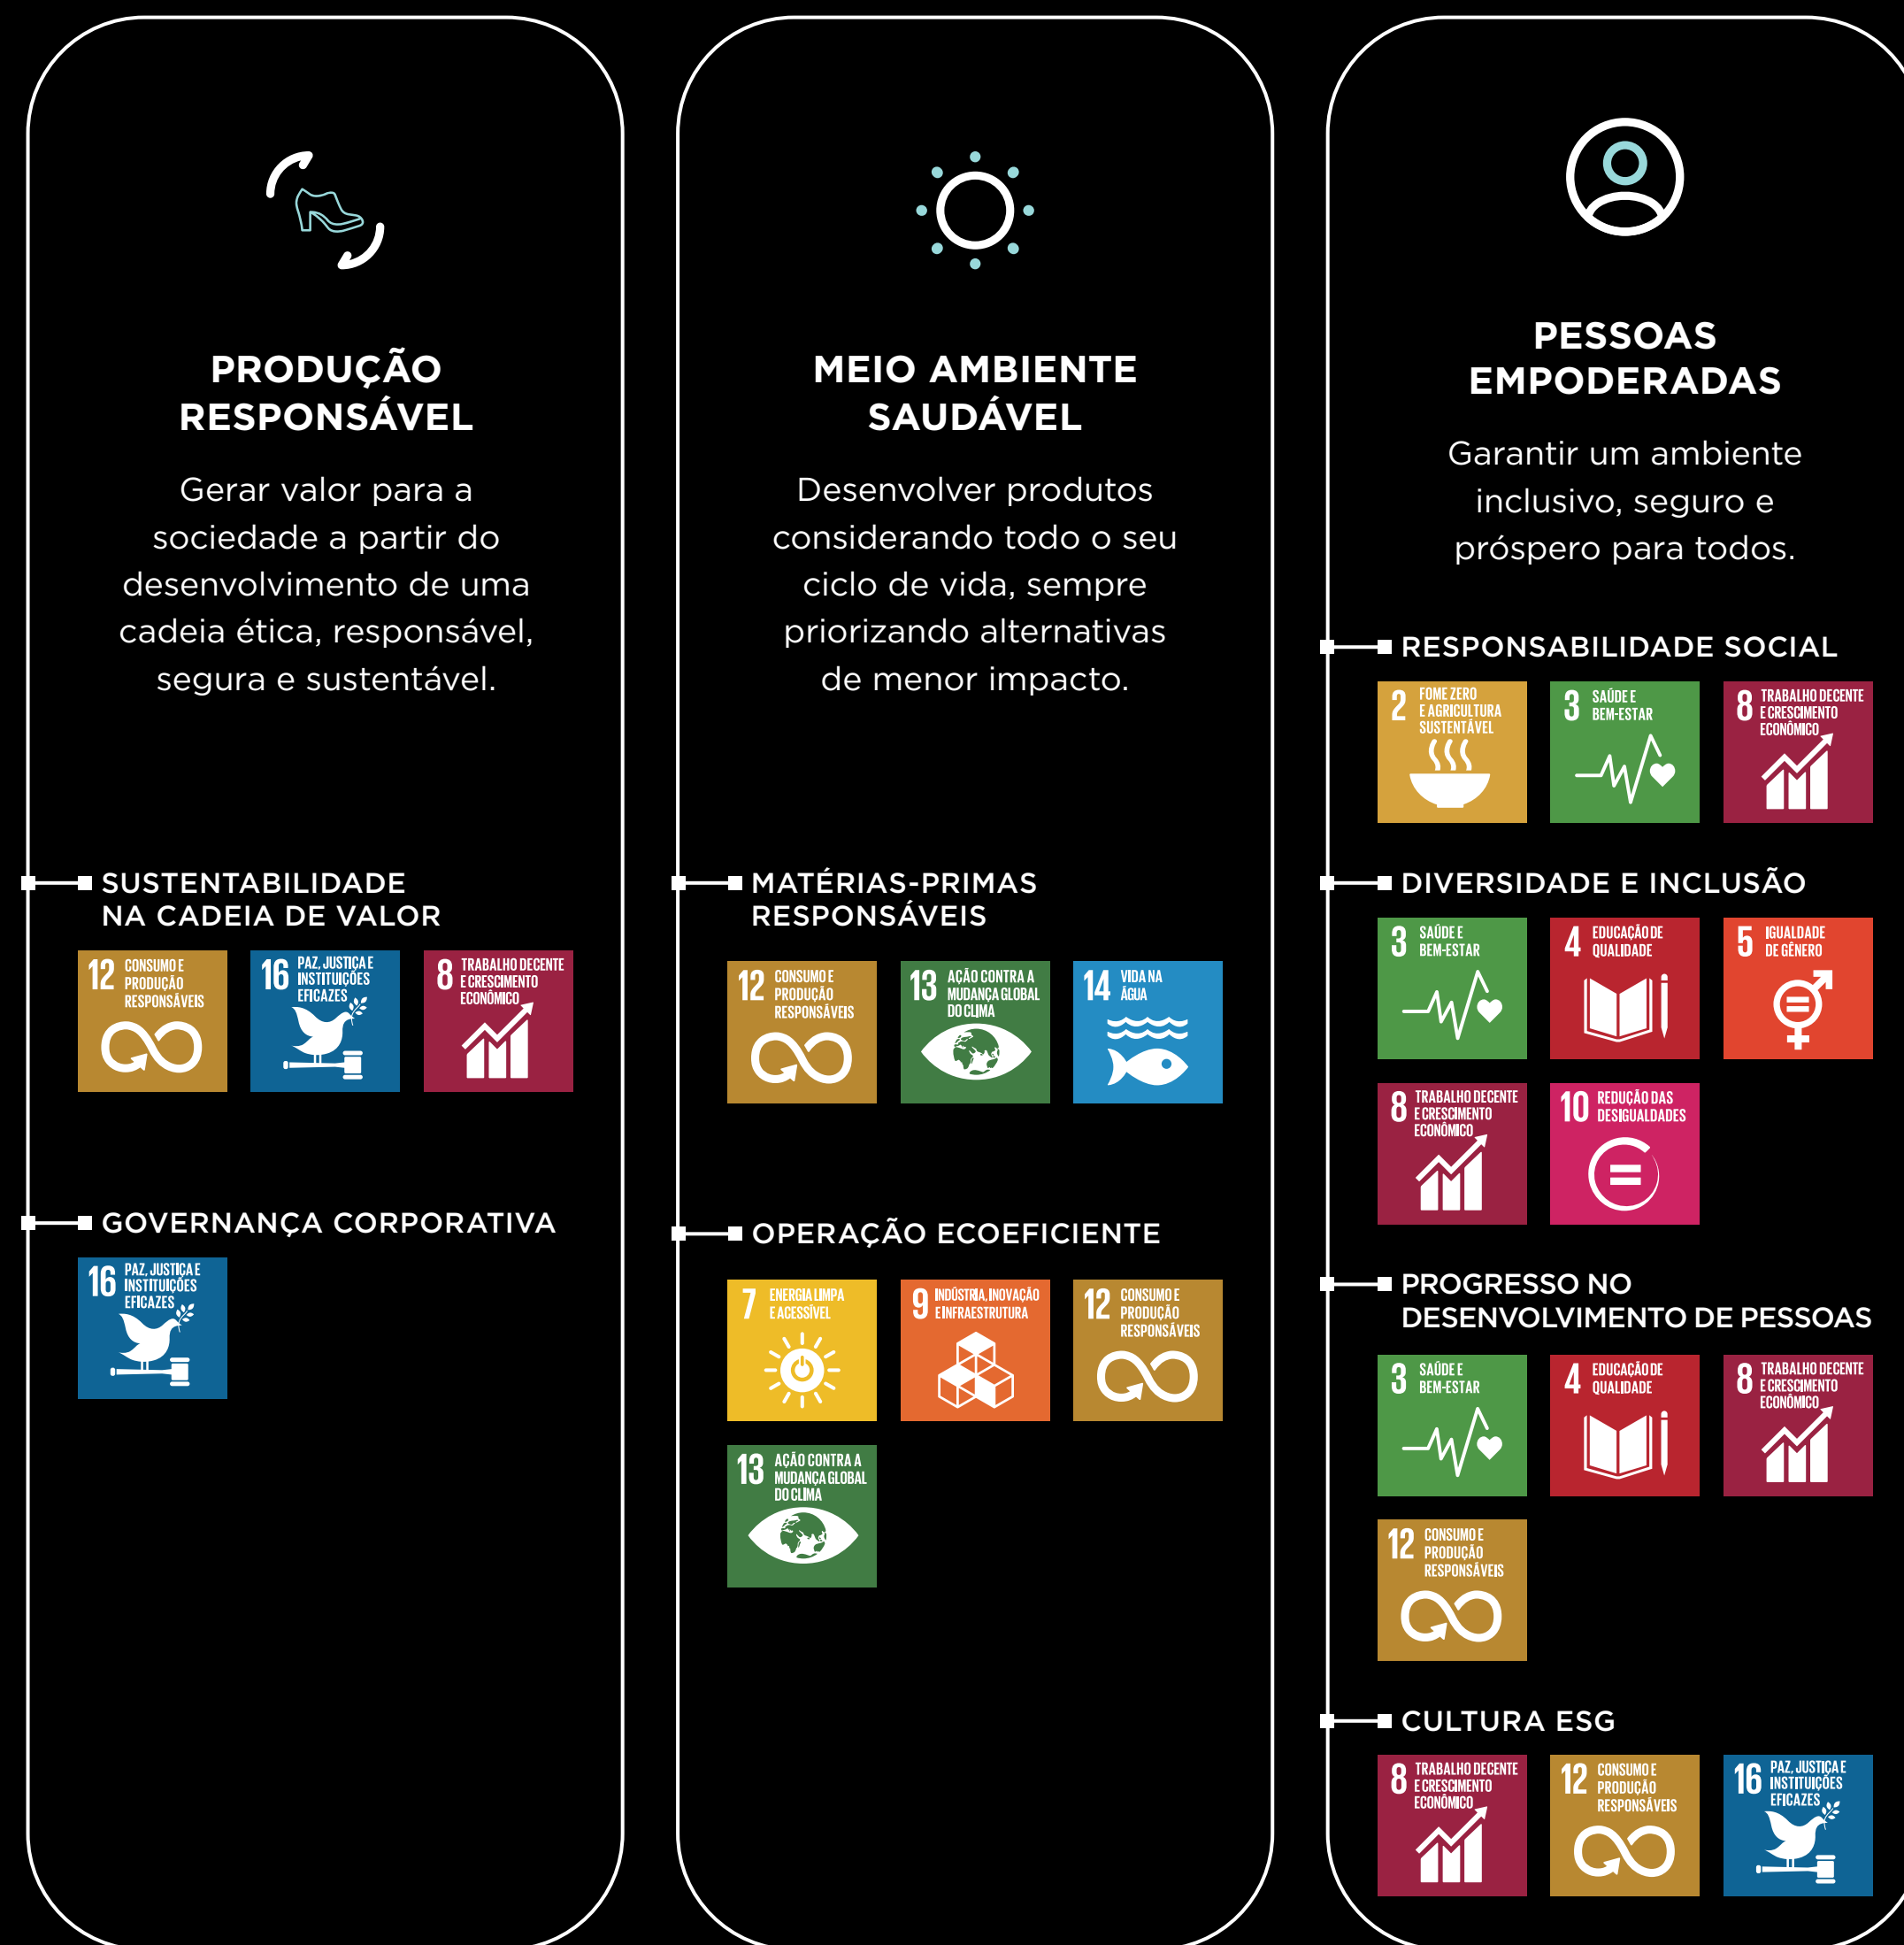 PRODUÇÃO
RESPONSÁVEL
Gerar valor para a
sociedade a partir do
desenvolvimento de uma
cadeia ética, responsável,
segura e sustentável.
SUSTENTABILIDADE
NA CADEIA DE VALOR
12 CONSUMO E
PRODUÇÃO
RESPONSÁVEIS
16 PAZ, JUSTIÇA E
INSTITUIÇÕES
EFICAZES
8 TRABALHO DECENTE
E CRESCIMENTO
ECONÔMICO
GOVERNANÇA CORPORATIVA
16 PAZ, JUSTIÇA E
INSTITUIÇÕES
EFICAZES
MEIO AMBIENTE
SAUDÁVEL
Desenvolver produtos
considerando todo o seu
ciclo de vida, sempre
priorizando alternativas
de menor impacto.
MATÉRIAS-PRIMAS
RESPONSÁVEIS
12 CONSUMO E
PRODUÇÃO
RESPONSÁVEIS
13 AÇÃO CONTRA A
MUDANÇA GLOBAL
DO CLIMA
14 VIDA NA
ÁGUA
OPERAÇÃO ECOEFICIENTE
7 ENERGIA LIMPA
E ACESSÍVEL
9 INDÚSTRIA, INOVAÇÃO
E INFRAESTRUTURA
12 CONSUMO E
PRODUÇÃO
RESPONSÁVEIS
13 AÇÃO CONTRA A
MUDANÇA GLOBAL
DO CLIMA
PESSOAS
EMPODERADAS
Garantir um ambiente
inclusivo, seguro e
próspero para todos.
RESPONSABILIDADE SOCIAL
2 FOME ZERO
E AGRICULTURA
SUSTENTÁVEL
3 SAÚDE E
BEM-ESTAR
8 TRABALHO DECENTE
E CRESCIMENTO
ECONÔMICO
DIVERSIDADE E INCLUSÃO
3 SAÚDE E
BEM-ESTAR
4 EDUCAÇÃO DE
QUALIDADE
5 IGUALDADE
DE GÊNERO
8 TRABALHO DECENTE
E CRESCIMENTO
ECONÔMICO
10 REDUÇÃO DAS
DESIGUALDADES
PROGRESSO NO
DESENVOLVIMENTO DE PESSOAS
3 SAÚDE E
BEM-ESTAR
4 EDUCAÇÃO DE
QUALIDADE
8 TRABALHO DECENTE
E CRESCIMENTO
ECONÔMICO
12 CONSUMO E
PRODUÇÃO
RESPONSÁVEIS
CULTURA ESG
8 TRABALHO DECENTE
E CRESCIMENTO
ECONÔMICO
12 CONSUMO E
PRODUÇÃO
RESPONSÁVEIS
16 PAZ, JUSTIÇA E
INSTITUIÇÕES
EFICAZES